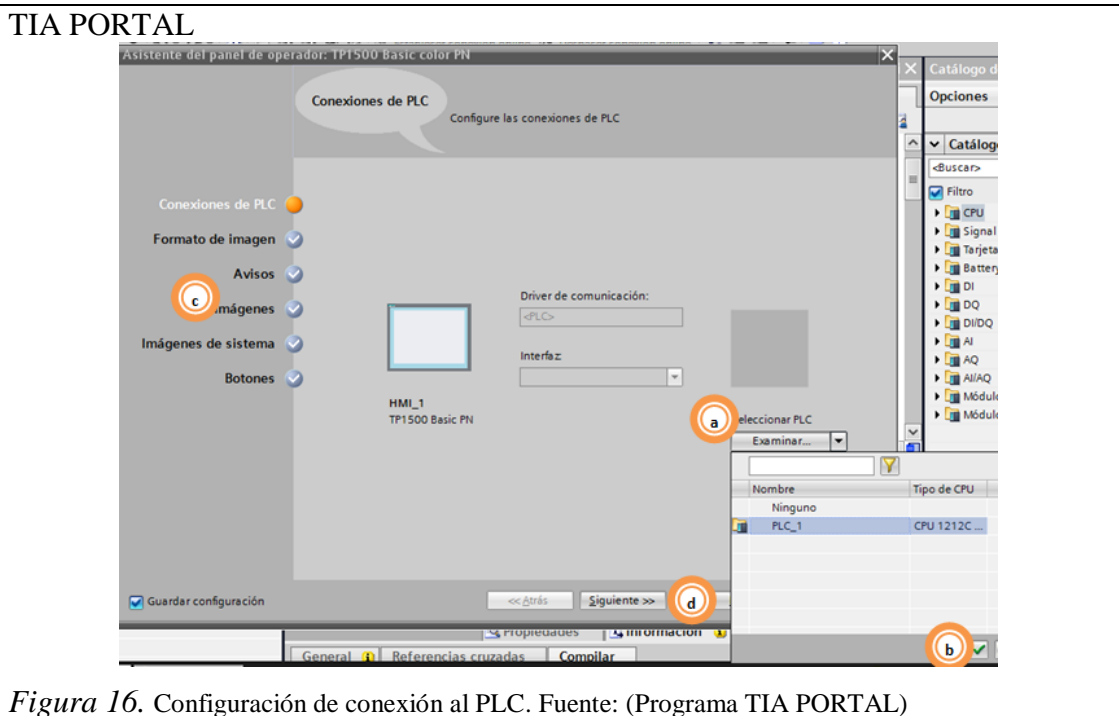 TIA PORTAL
Asistente del panel de operador: TP1500 Basic color PN
Catálogo d
Conexiones de PLC
Configure las conexiones de PLC
Opciones
Catálog
<Buscar>
Filtro
CPU
Signal
Tarjeta
Battery
DI
DQ
DI/DQ
AI
AQ
AI/AQ
Módulo
Módulo
Conexiones de PLC
Formato de imagen
Avisos
c
mágenes
Imágenes de sistema
Botones
Driver de comunicación:
<PLC>
Interfaz:
HMI_1
TP1500 Basic PN
a
eleccionar PLC
Examinar...
Nombre
Tipo de CPU
Ninguno
PLC_1
CPU 1212C ...
Guardar configuración
<< Atrás
Siguiente >>
d
b
Propiedades
Información
General
Referencias cruzadas
Compilar
Figura 16. Configuración de conexión al PLC. Fuente: (Programa TIA PORTAL)